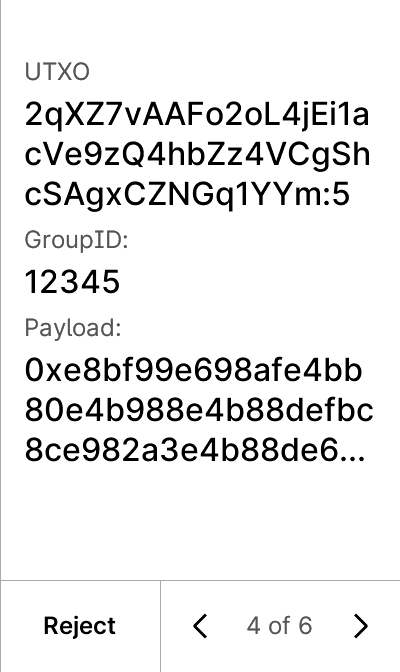 UTXO
2qXZ7vAAFo2oL4jEi1a
cVe9zQ4hbZz4VCgSh
cSAgxCZNGq1YYm:5
GroupID:
12345
Payload:
0xe8bf99e698afe4bb
80e4b988e4b88defbc
8ce982a3e4b88de6...
Reject
4 of 6